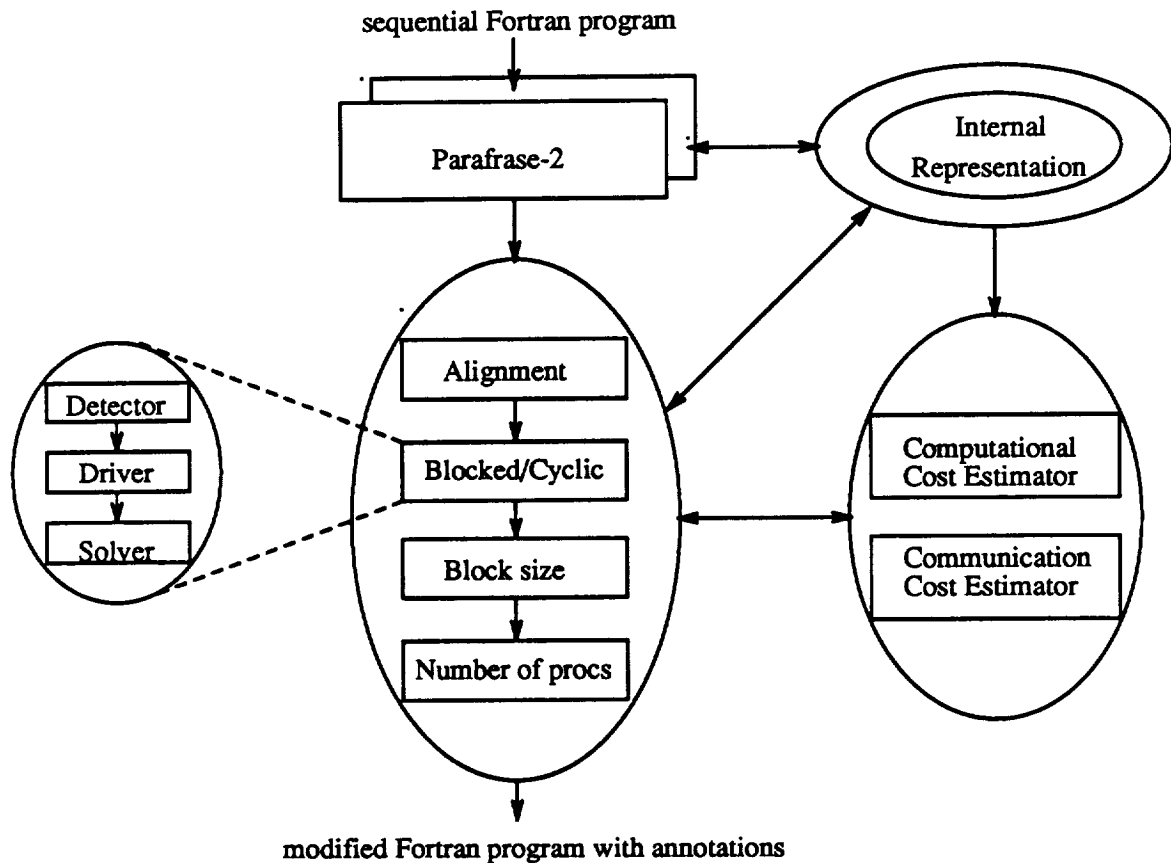 sequential Fortran program
Parafrase-2
Internal
Representation
Alignment
Blocked/Cyclic
Block size
Number of procs
Detector
Driver
Solver
Computational
Cost Estimator
Communication
Cost Estimator
modified Fortran program with annotations